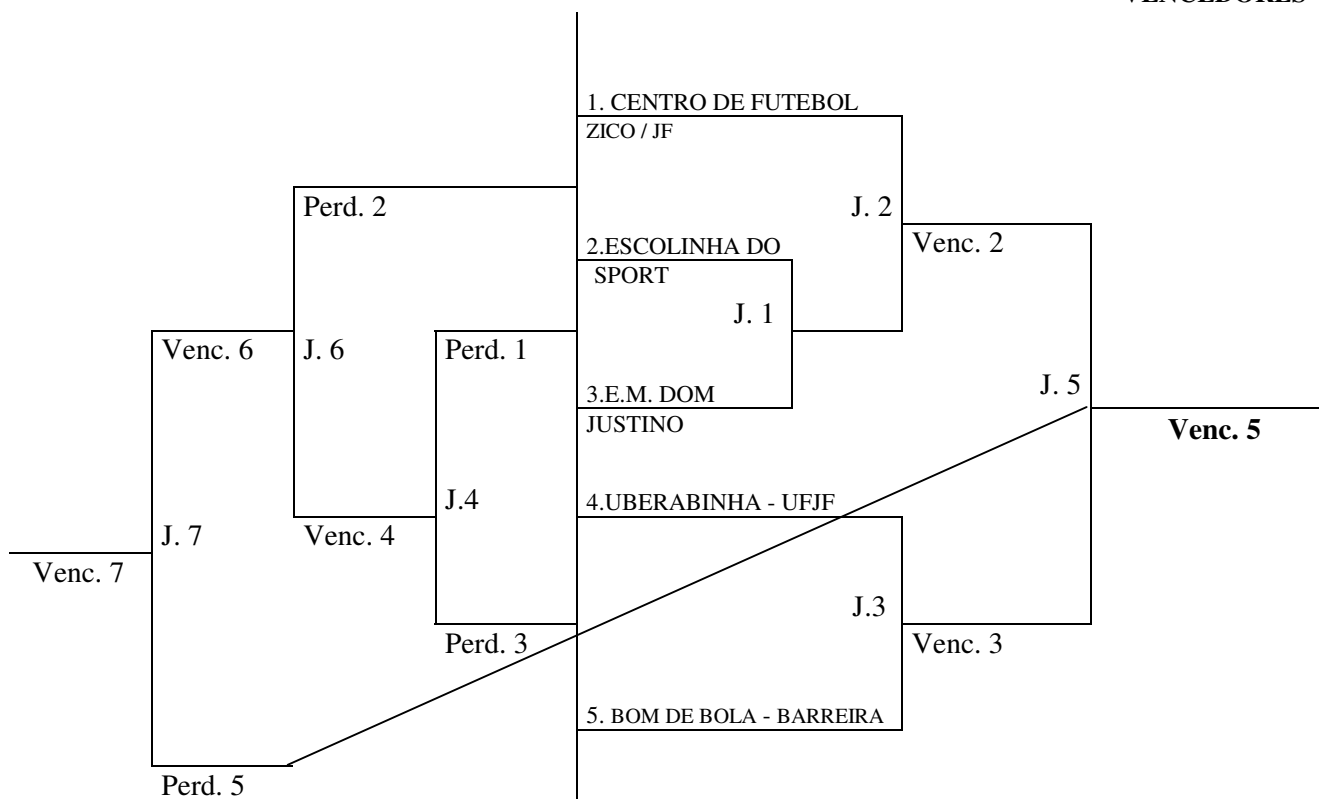 VENCEDORES
1. CENTRO DE FUTEBOL
ZICO / JF
Perd. 2
J. 2
2.ESCOLINHA DO
SPORT
Venc. 2
J. 1
Venc. 6
J. 6
Perd. 1
3.E.M. DOM
JUSTINO
J. 5
Venc. 5
J.4
4.UBERABINHA - UFJF
J. 7
Venc. 4
Venc. 7
J.3
Perd. 3
Venc. 3
5. BOM DE BOLA - BARREIRA
Perd. 5